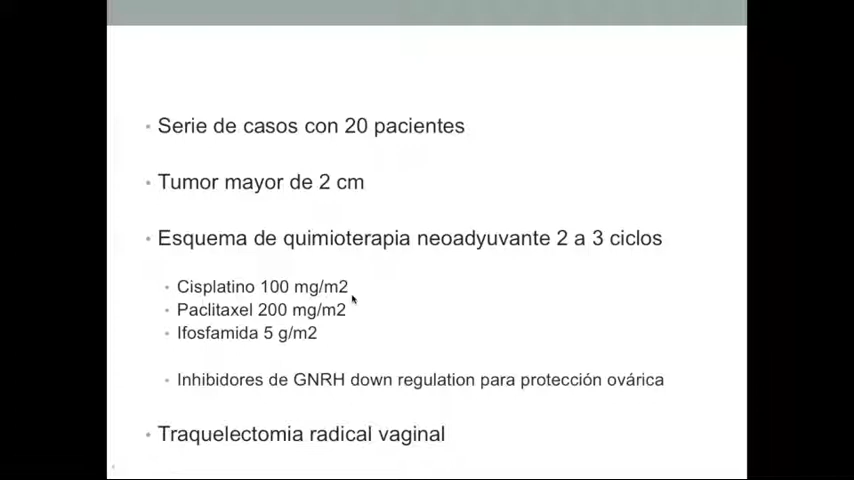 Serie de casos con 20 pacientes
Tumor mayor de 2 cm
Esquema de quimioterapia neoadyuvante 2 a 3 ciclos
Cisplatino 100 mg/m2
Paclitaxel 200 mg/m2
Ifosfamida 5 g/m2
Inhibidores de GNRH down regulation para protección ovárica
Traquelectomia radical vaginal